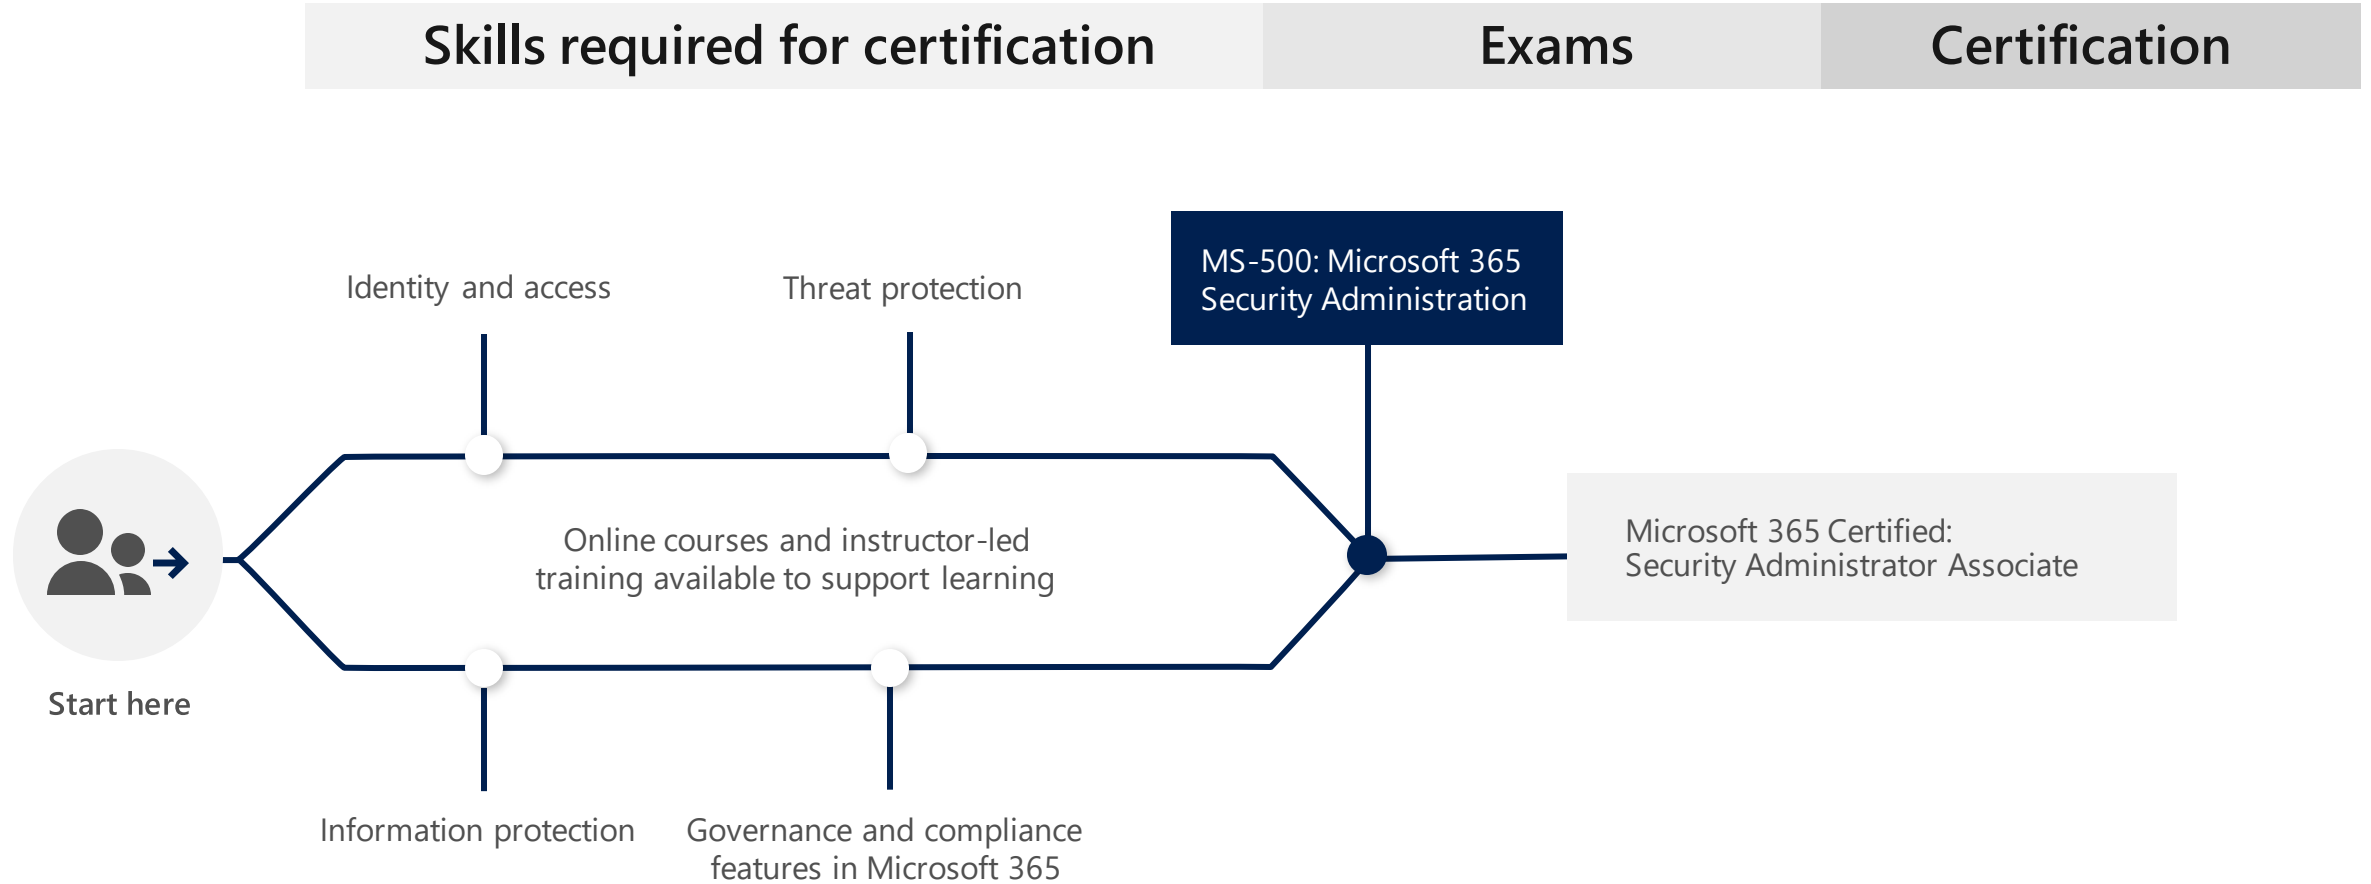 Skills required for certification
Exams
Certification
MS-500: Microsoft 365
Security Administration
Identity and access
Threat protection
Online courses and instructor-led
training available to support learning
Microsoft 365 Certified:
Security Administrator Associate
Start here
Information protection
Governance and compliance
features in Microsoft 365